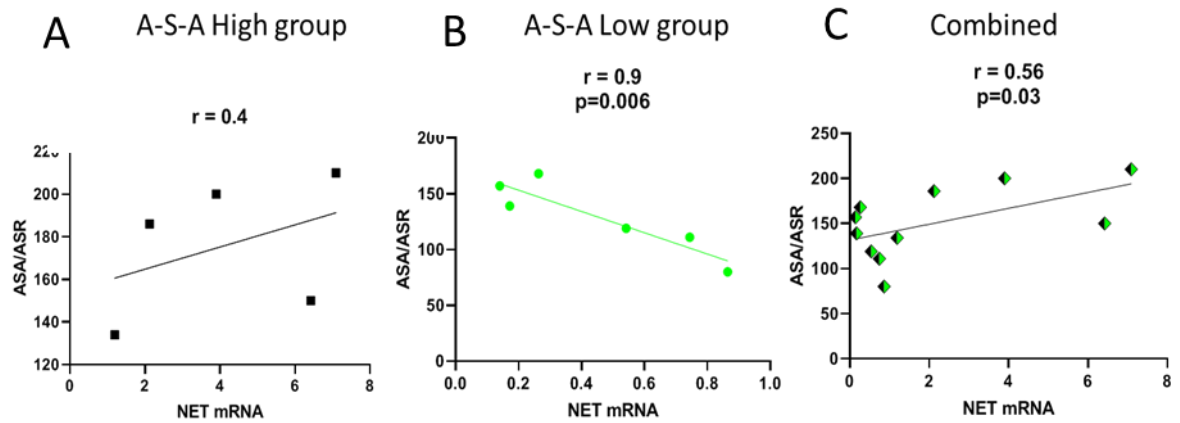 A
A-S-A High group
r = 0.4
ASA/ASR
200
180
160
140
120
0
2
4
6
8
NET mRNA
B
A-S-A Low group
r = 0.9
p=0.006
ASA/ASR
200
150
100
50
0
0.0
0.2
0.4
0.6
0.8
1.0
NET mRNA
C
Combined
r = 0.56
p=0.03
ASA/ASR
250
200
150
100
50
0
0
2
4
6
8
NET mRNA